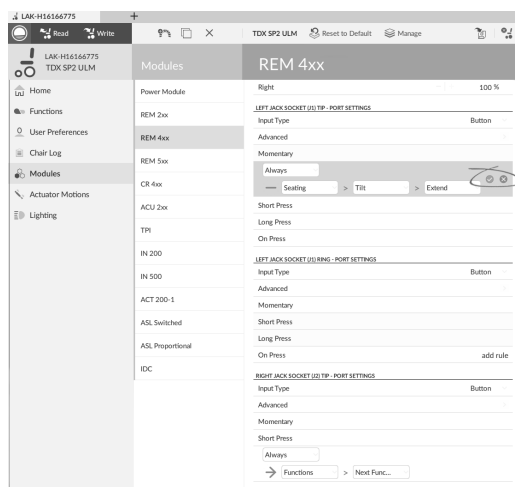 LAK-H16166775
+
Read
Write
TDX SP2 ULM
Reset to Default
Manage
LAK-H16166775
TDX SP2 ULM
Modules
REM 4xx
Home
Functions
User Preferences
Chair Log
Modules
Actuator Motions
Lighting
Power Module
REM 2xx
REM 4xx
REM 5xx
CR 4xx
ACU 2xx
TPI
IN 200
IN 500
ACT 200-1
ASL Switched
ASL Proportional
IDC
Right 100 %
LEFT JACK SOCKET (J1) TIP - PORT SETTINGS
Input Type Button
Advanced
Momentary
Always
Seating > Tilt > Extend
Short Press
Long Press
On Press
LEFT JACK SOCKET (J1) RING - PORT SETTINGS
Input Type Button
Advanced
Momentary
Short Press
Long Press
On Press add rule
RIGHT JACK SOCKET (J2) TIP - PORT SETTINGS
Input Type Button
Advanced
Momentary
Short Press
Always
Functions > Next Func...